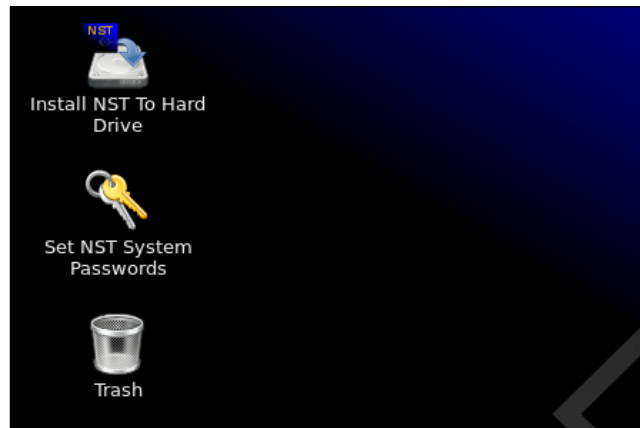 NST
Install NST To Hard
Drive
Set NST System
Passwords
Trash